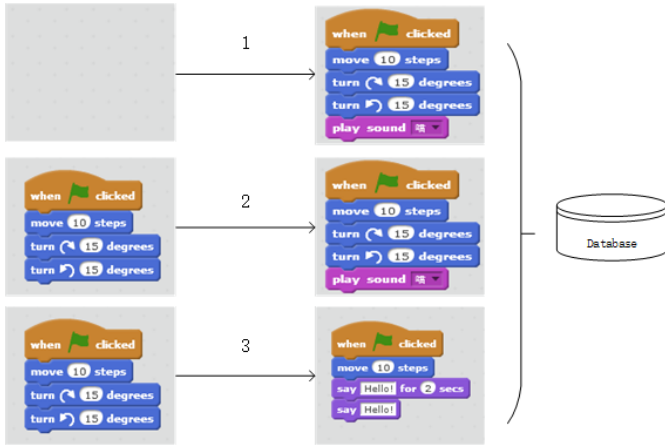 1
when clicked
move 10 steps
turn 15 degrees
turn 15 degrees
play sound 喵
2
when clicked
move 10 steps
turn 15 degrees
turn 15 degrees
when clicked
move 10 steps
turn 15 degrees
turn 15 degrees
play sound 喵
3
when clicked
move 10 steps
turn 15 degrees
turn 15 degrees
when clicked
move 10 steps
say Hello! for 2 secs
say Hello!
Database